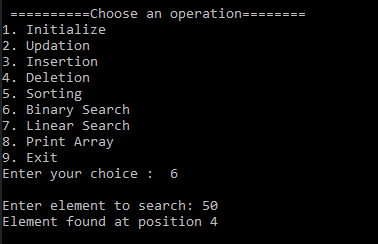 ==========Choose an operation========
1. Initialize
2. Updation
3. Insertion
4. Deletion
5. Sorting
6. Binary Search
7. Linear Search
8. Print Array
9. Exit
Enter your choice :  6
Enter element to search: 50
Element found at position 4